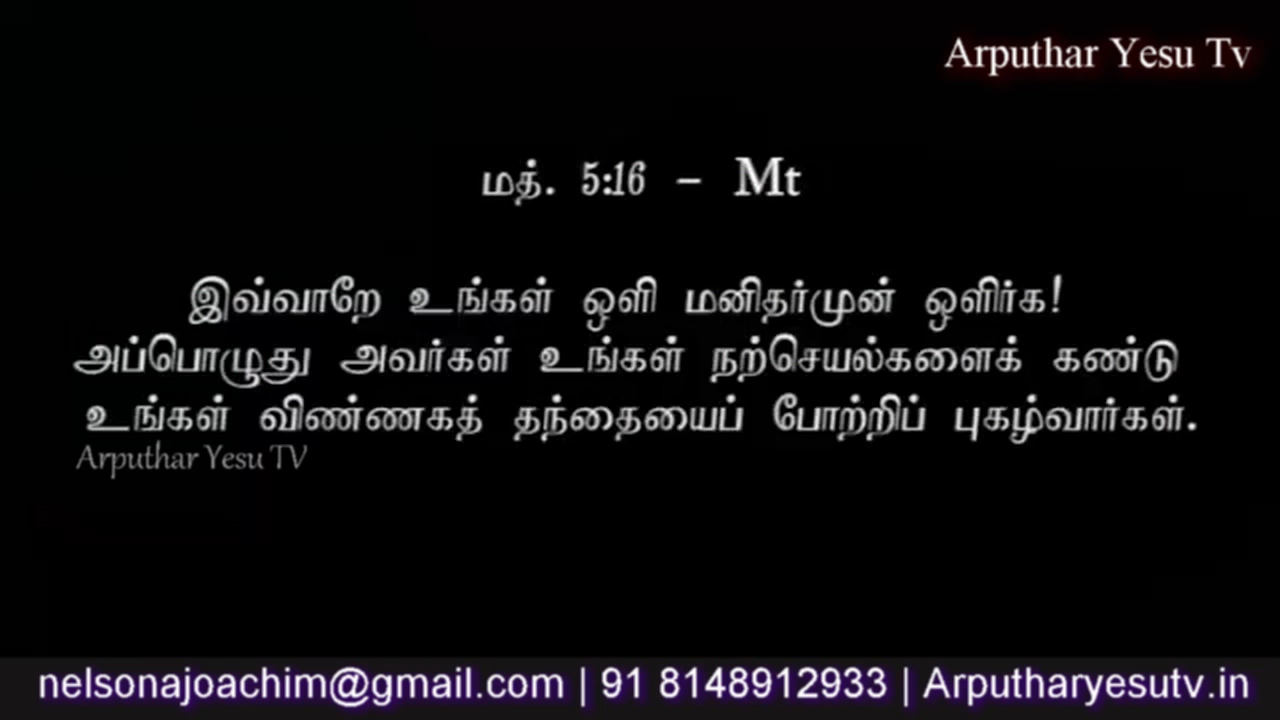 Arputhar Yesu Tv
மத். 5:16 – Mt
இவ்வாறே உங்கள் ஒளி மனிதர்முன் ஒளிர்க!
அப்பொழுது அவர்கள் உங்கள் நற்செயல்களைக் கண்டு
உங்கள் விண்ணகத் தந்தையைப் போற்றிப் புகழ்வார்கள்.
Arputhar Yesu TV
nelsonajoachim@gmail.com | 91 8148912933 | Arputharyesutv.in